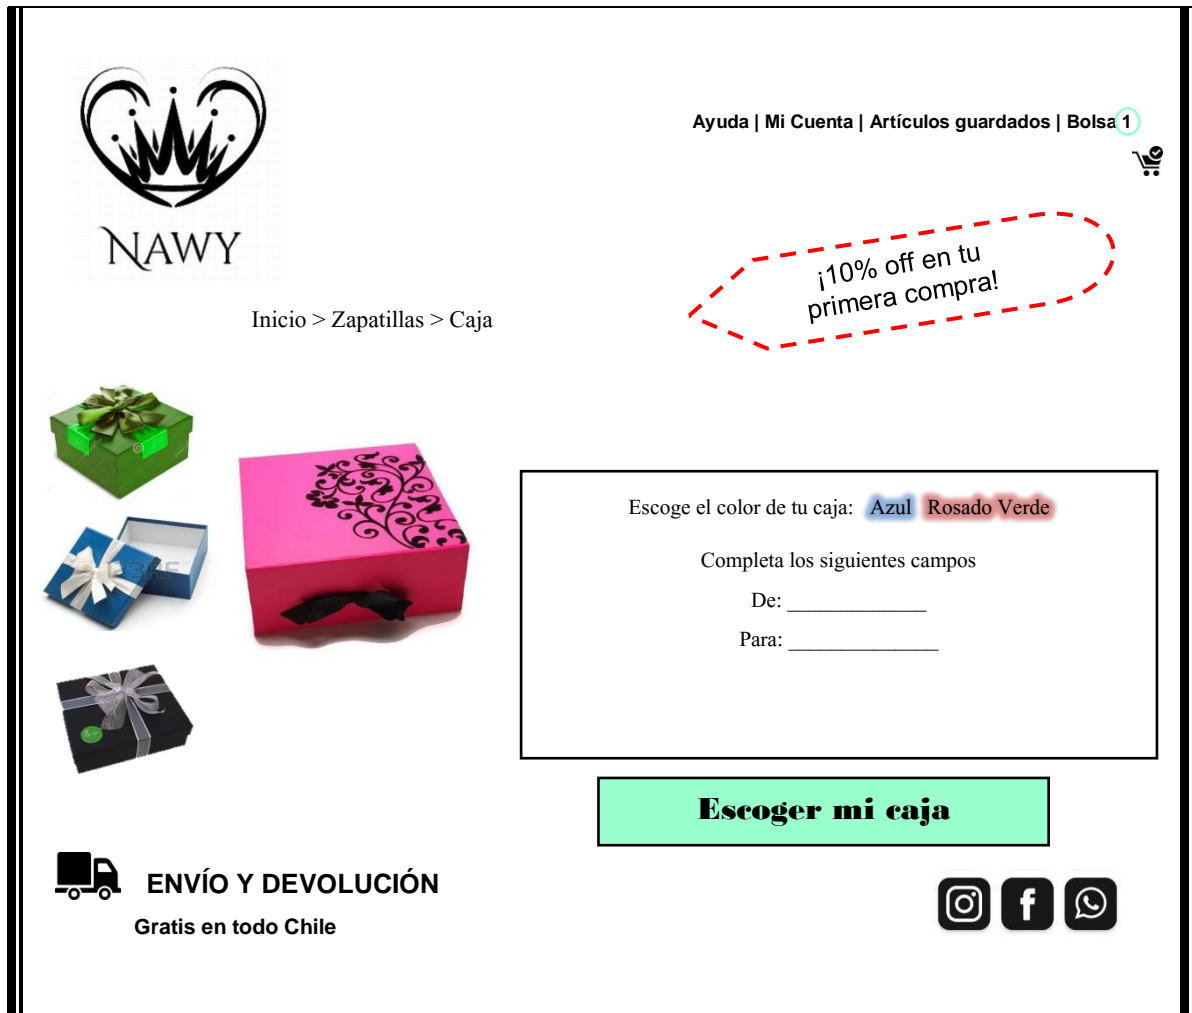 Ayuda | Mi Cuenta | Artículos guardados | Bolsa 1
NAWY
¡10% off en tu
primera compra!
Inicio > Zapatillas > Caja
Escoge el color de tu caja: Azul Rosado Verde
Completa los siguientes campos
De: _____________
Para: ______________
Escoger mi caja
ENVÍO Y DEVOLUCIÓN
Gratis en todo Chile